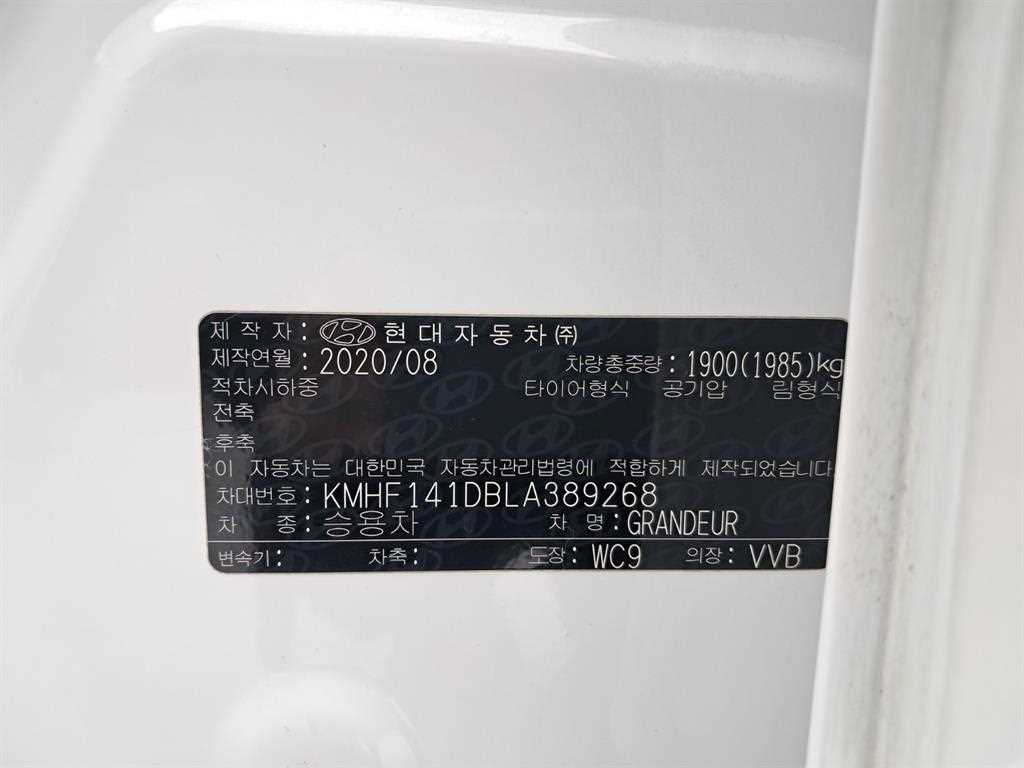 제 작 자 : 현대자동차㈜
제작연월 : 2020/08 차량총중량 : 1900(1985)kg
적차시하중 타이어형식 공기압 림형식
전축
후축
이 자동차는 대한민국 자동차관리법령에 적합하게 제작되었습니다
차대번호 : KMHF141DBLA389268
차 종 : 승용차 차 명 : GRANDEUR
변속기 : 차축 : 도장 : WC9 의장 : VVB